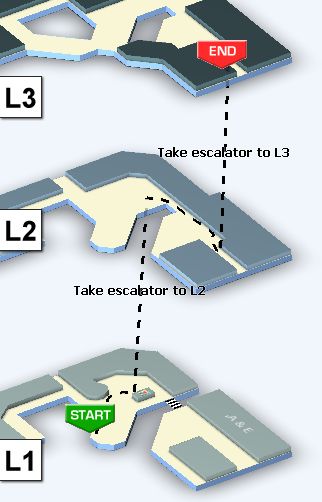 END
L3
Take escalator to L3
L2
Take escalator to L2
START
A&E
L1